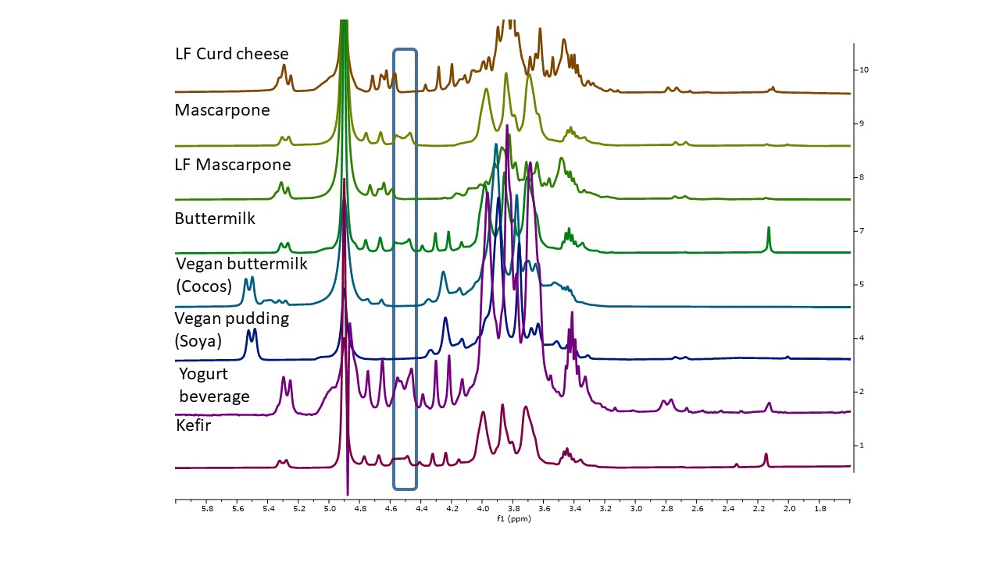 LF Curd cheese
10
Mascarpone
9
LF Mascarpone
8
Buttermilk
7
Vegan buttermilk
(Cocos)
5
Vegan pudding
(Soya)
4
Yogurt
beverage
2
Kefir
1
5.8 5.6 5.4 5.2 5.0 4.8 4.6 4.4 4.2 4.0 3.8 3.6 3.4 3.2 3.0 2.8 2.6 2.4 2.2 2.0 1.8
f1 (ppm)